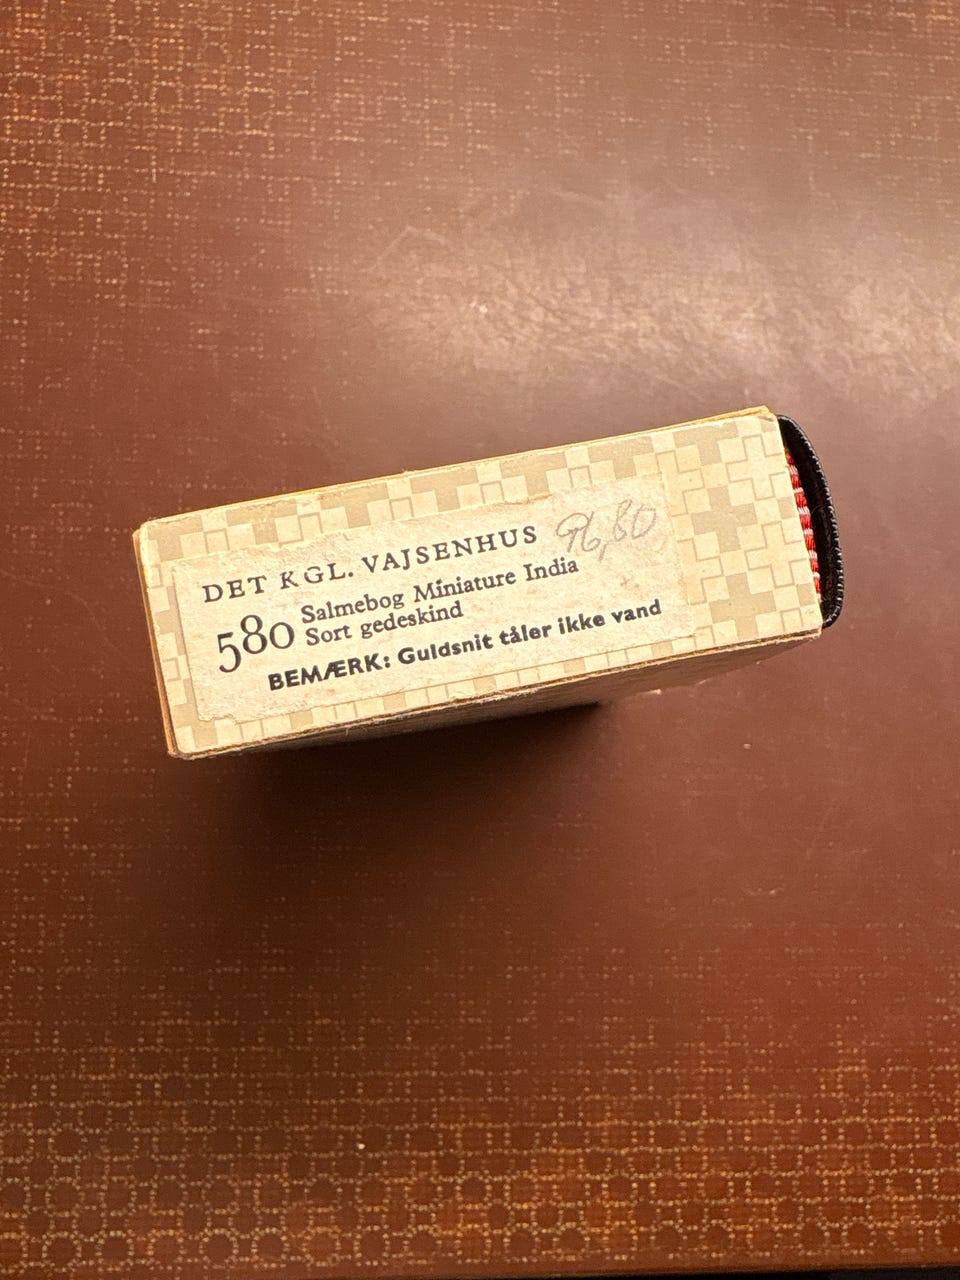 DET KGL. VAJSENHUS 96,80
580 Salmebog Miniature India
Sort gedeskind
BEMÆRK: Guldsnit tåler ikke vand